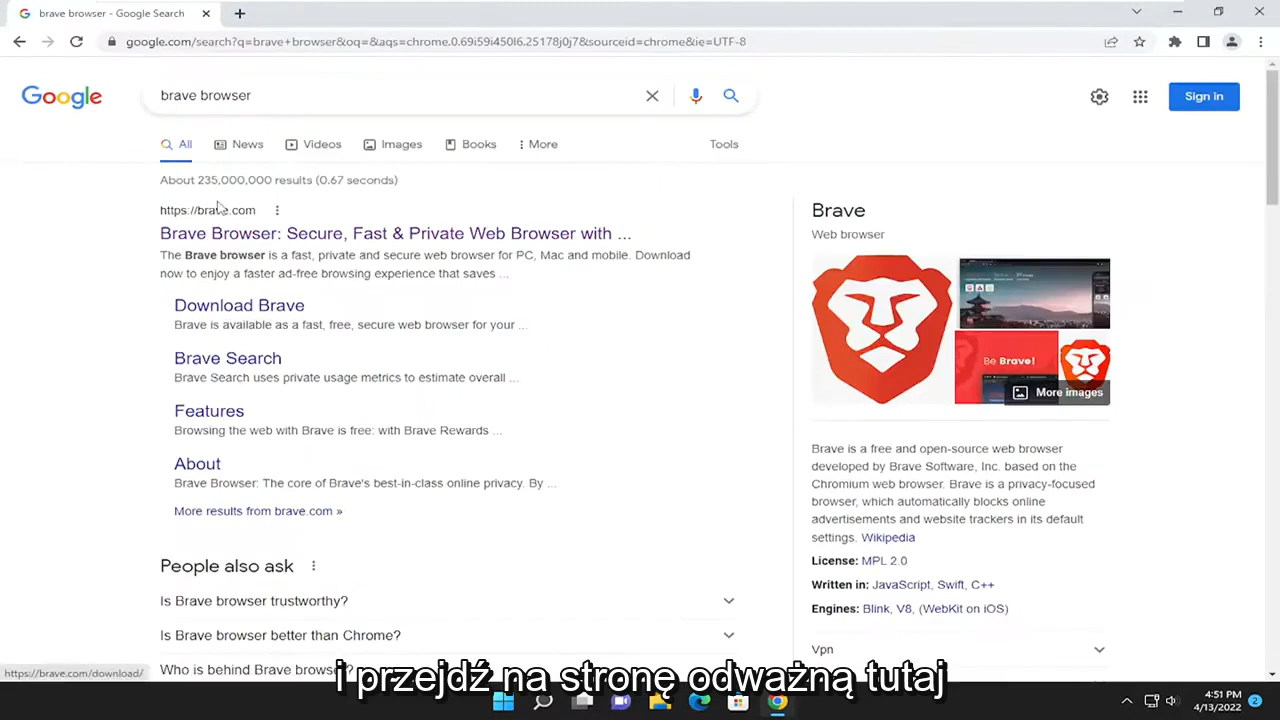 brave browser - Google Search
google.com/search?q=brave+browser&oq=&aqs=chrome.0.69i59i450l6.25178j0j7&sourceid=chrome&ie=UTF-8
Google
brave browser
Sign in
All
News
Videos
Images
Books
More
Tools
About 235,000,000 results (0.67 seconds)
https://brave.com
Brave Browser: Secure, Fast & Private Web Browser with ...
The Brave browser is a fast, private and secure web browser for PC, Mac and mobile. Download
now to enjoy a faster ad-free browsing experience that saves ...
Download Brave
Brave is available as a fast, free, secure web browser for your ...
Brave Search
Brave Search uses private usage metrics to estimate overall ...
Features
Browsing the web with Brave is free: with Brave Rewards ...
About
Brave Browser: The core of Brave's best-in-class online privacy. By ...
More results from brave.com »
People also ask
Is Brave browser trustworthy?
Is Brave browser better than Chrome?
Who is behind Brave browser?
Brave
Web browser
Be Brave!
More images
Brave is a free and open-source web browser
developed by Brave Software, Inc. based on the
Chromium web browser. Brave is a privacy-focused
browser, which automatically blocks online
advertisements and website trackers in its default
settings. Wikipedia
License: MPL 2.0
Written in: JavaScript, Swift, C++
Engines: Blink, V8, (WebKit on iOS)
Vpn
https://brave.com/download/
i przejdź na stronę odważną tutaj
4:51 PM
4/13/2022
2